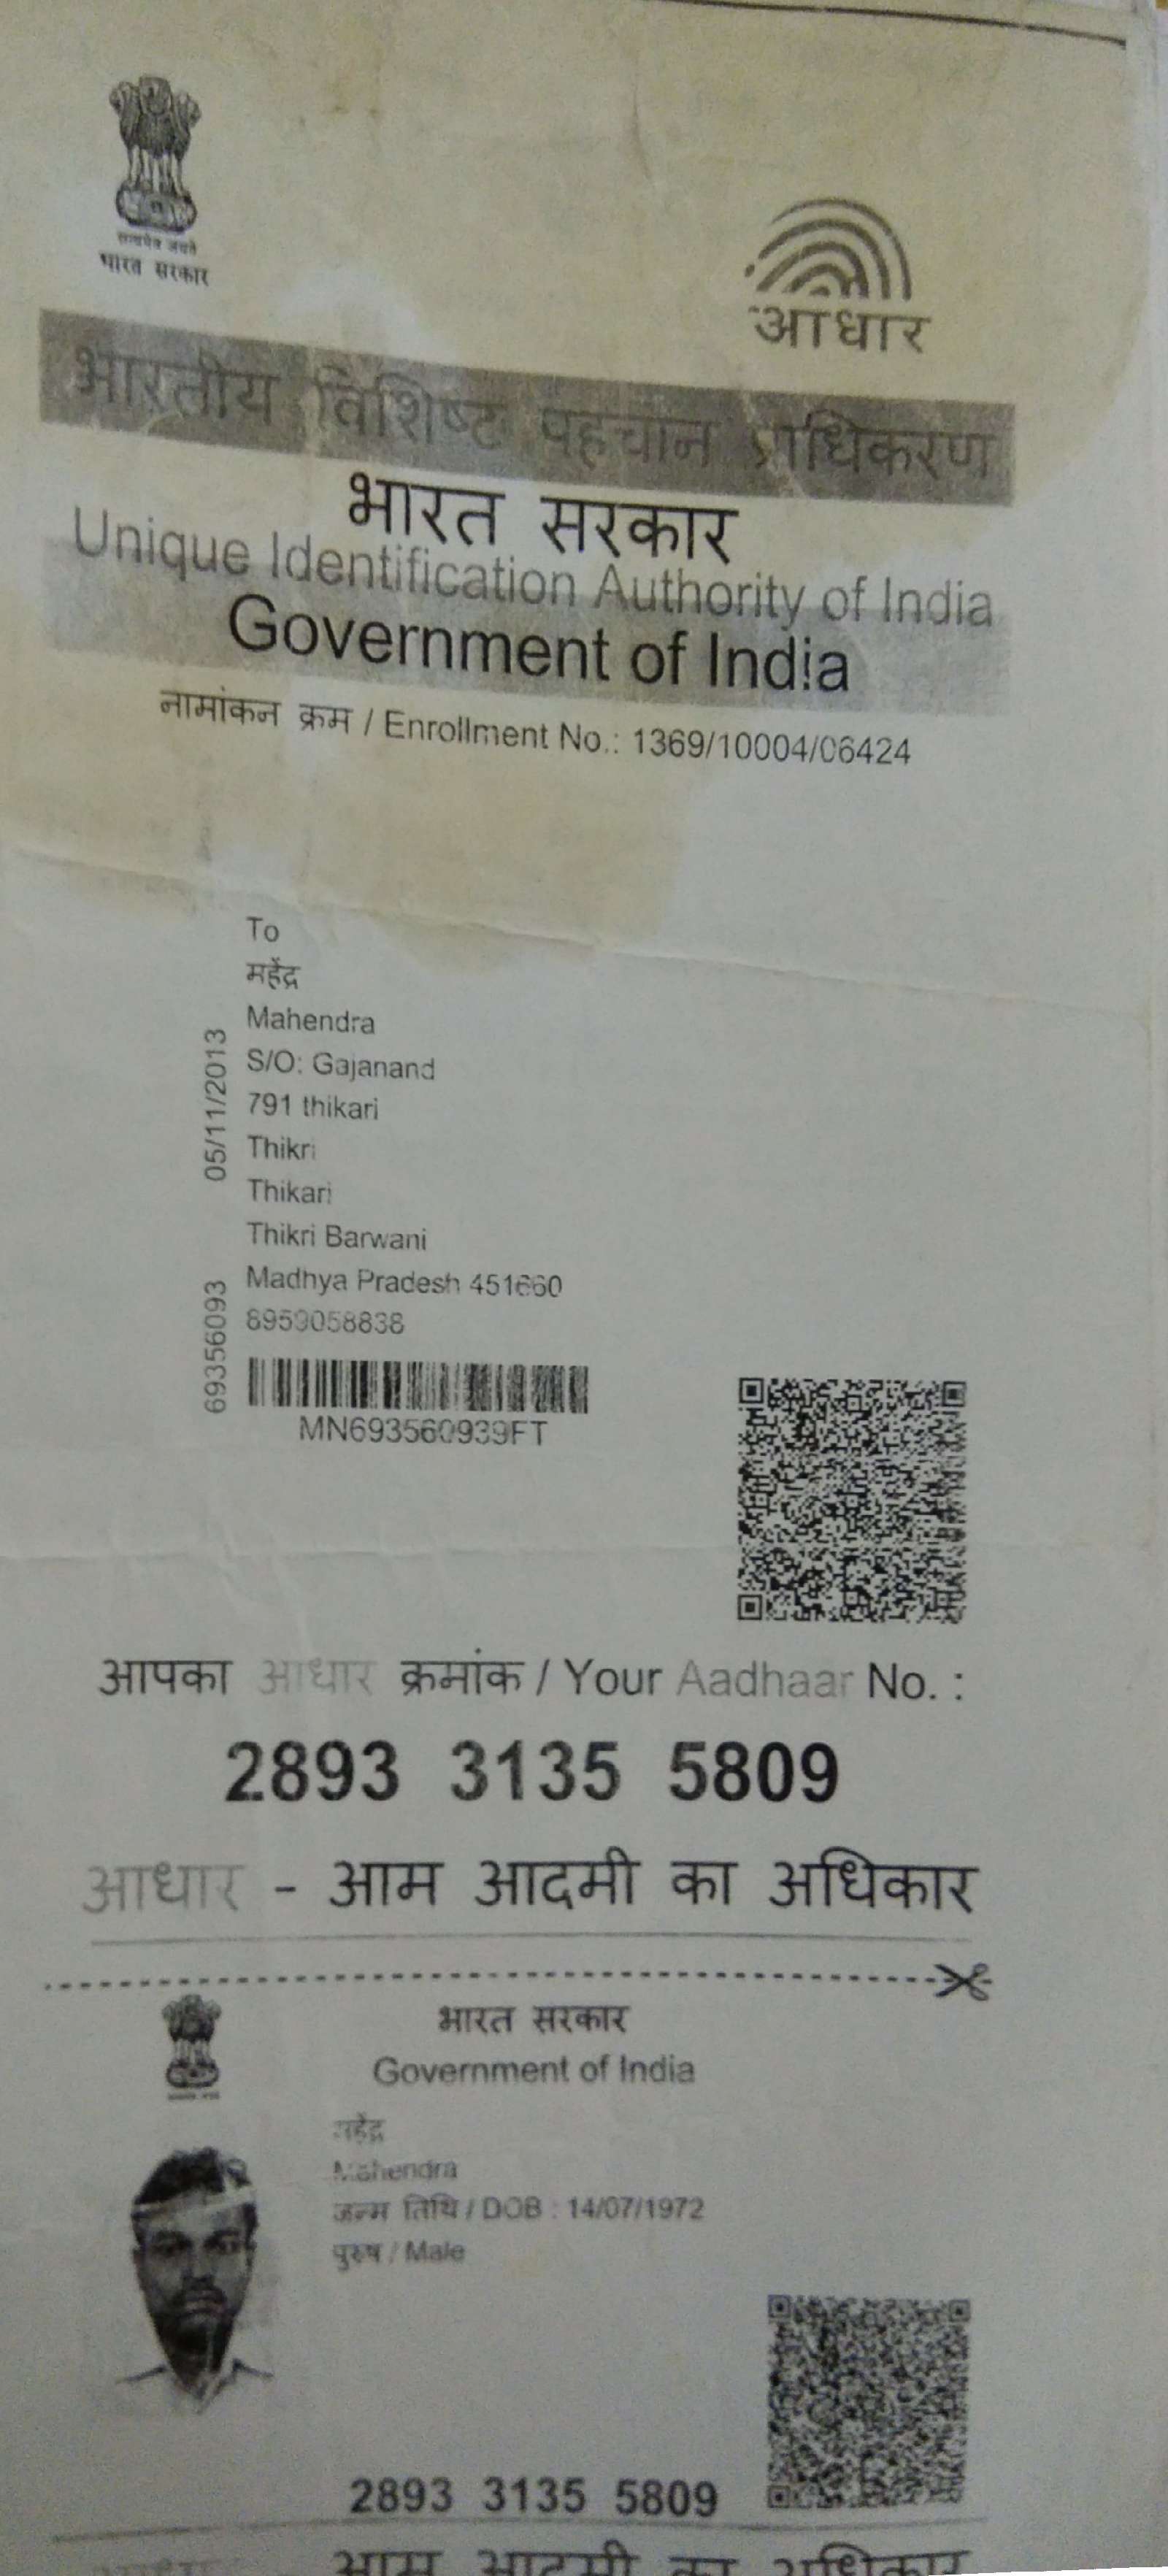 सत्यमेव जयते
भारत सरकार
आधार
भारतीय विशिष्ट पहचान प्राधिकरण
भारत सरकार
Unique Identification Authority of India
Government of India
नामांकन क्रम / Enrollment No.: 1369/10004/06424
To
महेंद्र
Mahendra
S/O: Gajanand
791 thikari
Thikri
Thikari
Thikri Barwani
Madhya Pradesh 451660
05/11/2013
69356093
MN693560939FT
आपका आधार क्रमांक / Your Aadhaar No. :
2893 3135 5809
आधार - आम आदमी का अधिकार
भारत सरकार
Government of India
महेंद्र
Mahendra
जन्म तिथि / DOB : 14/07/1972
पुरुष / Male
2893 3135 5809
आधार - आम आदमी का अधिकार